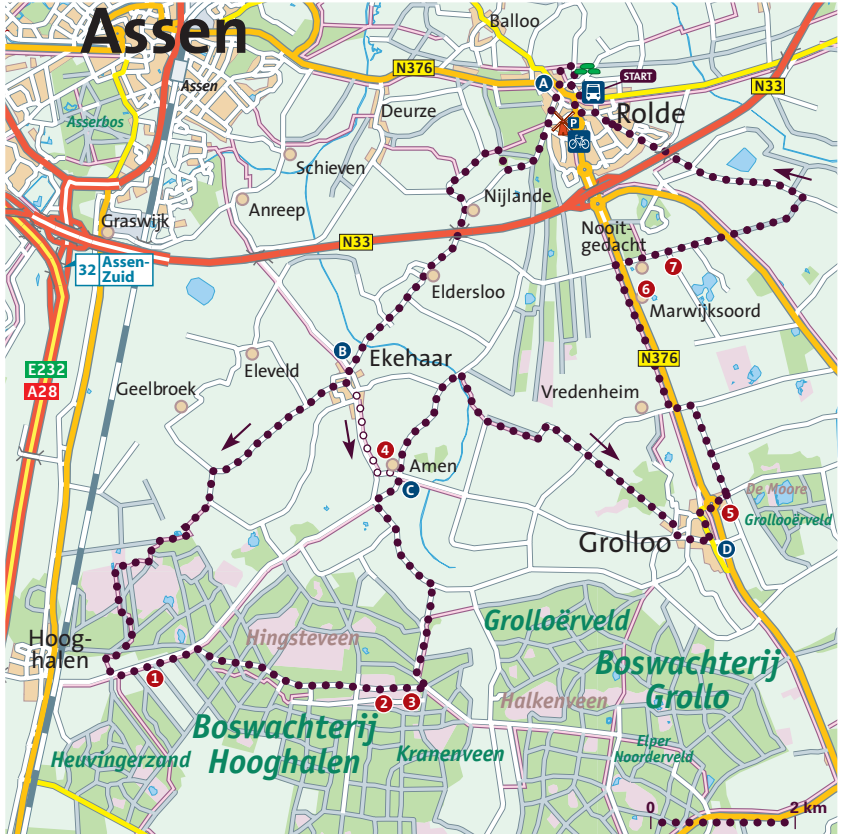 Assen
Balloo
N376
START
A
N33
Assen
Deurze
Rolde
P
Asserbos
Schieven
Nijlande
Anreep
Graswijk
N33
Nooit-
gedacht
7
32 Assen-
Zuid
Eldersloo
6
Marwijksoord
B
Ekehaar
N376
E232
A28
Eleveld
Geelbroek
Vredenheim
4
Amen
C
De Moore
5
Grollooërveld
Grolloo
D
Grolloërveld
Hingsteveen
Hoog-
halen
Boswachterij
Grollo
1
2
3
Halkenveen
Boswachterij
Hooghalen
Kranenveen
Elper
Noorderveld
Heuvingerzand
0 2 km